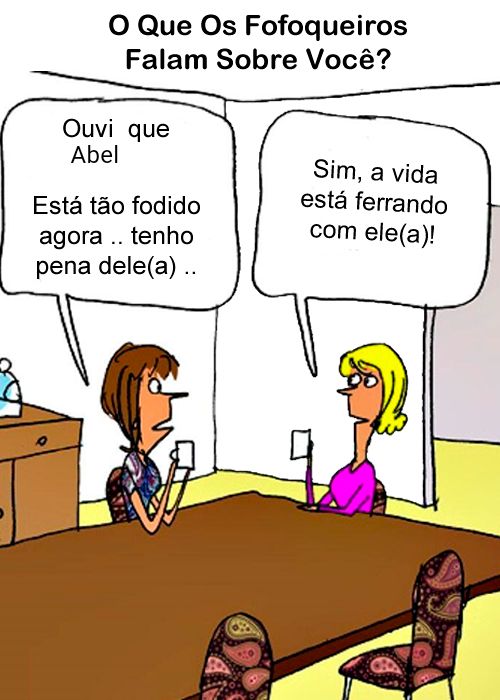 O Que Os Fofoqueiros
Falam Sobre Você?
Ouvi que
Abel
Está tão fodido
agora .. tenho
pena dele(a) ..
Sim, a vida
está ferrando
com ele(a)!